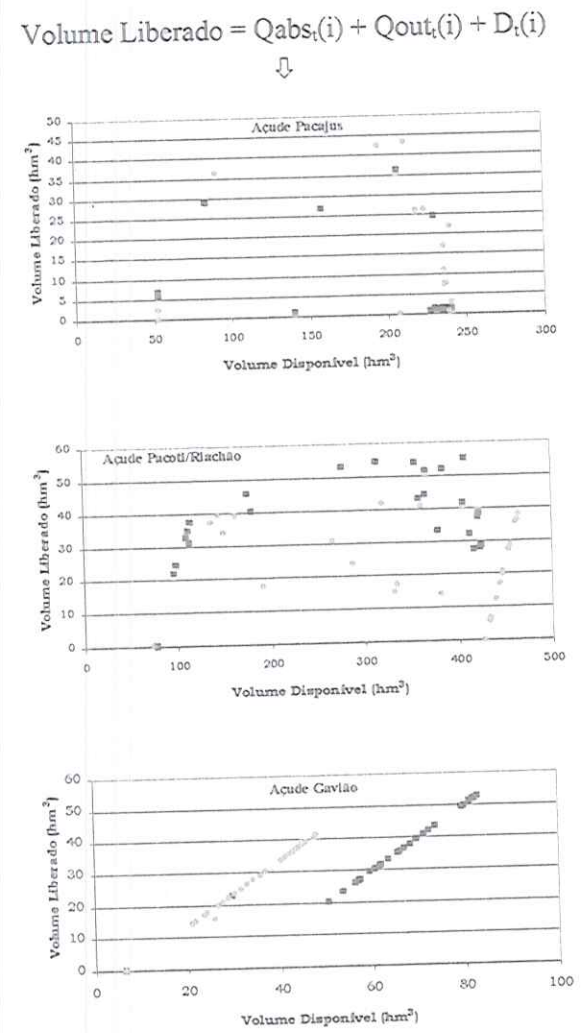 Volume Liberado = Qabsₜ(i) + Qoutₜ(i) + Dₜ(i)
Açude Pacajus
Volume Liberado (hm³)
50
45
40
35
30
25
20
15
10
5
0
0 50 100 150 200 250 300
Volume Disponível (hm³)
Açude Pacoti/Riachão
Volume Liberado (hm³)
60
50
40
30
20
10
0
0 100 200 300 400 500
Volume Disponível (hm³)
Açude Gavião
Volume Liberado (hm³)
60
50
40
30
20
10
0
0 20 40 60 80 100
Volume Disponível (hm³)